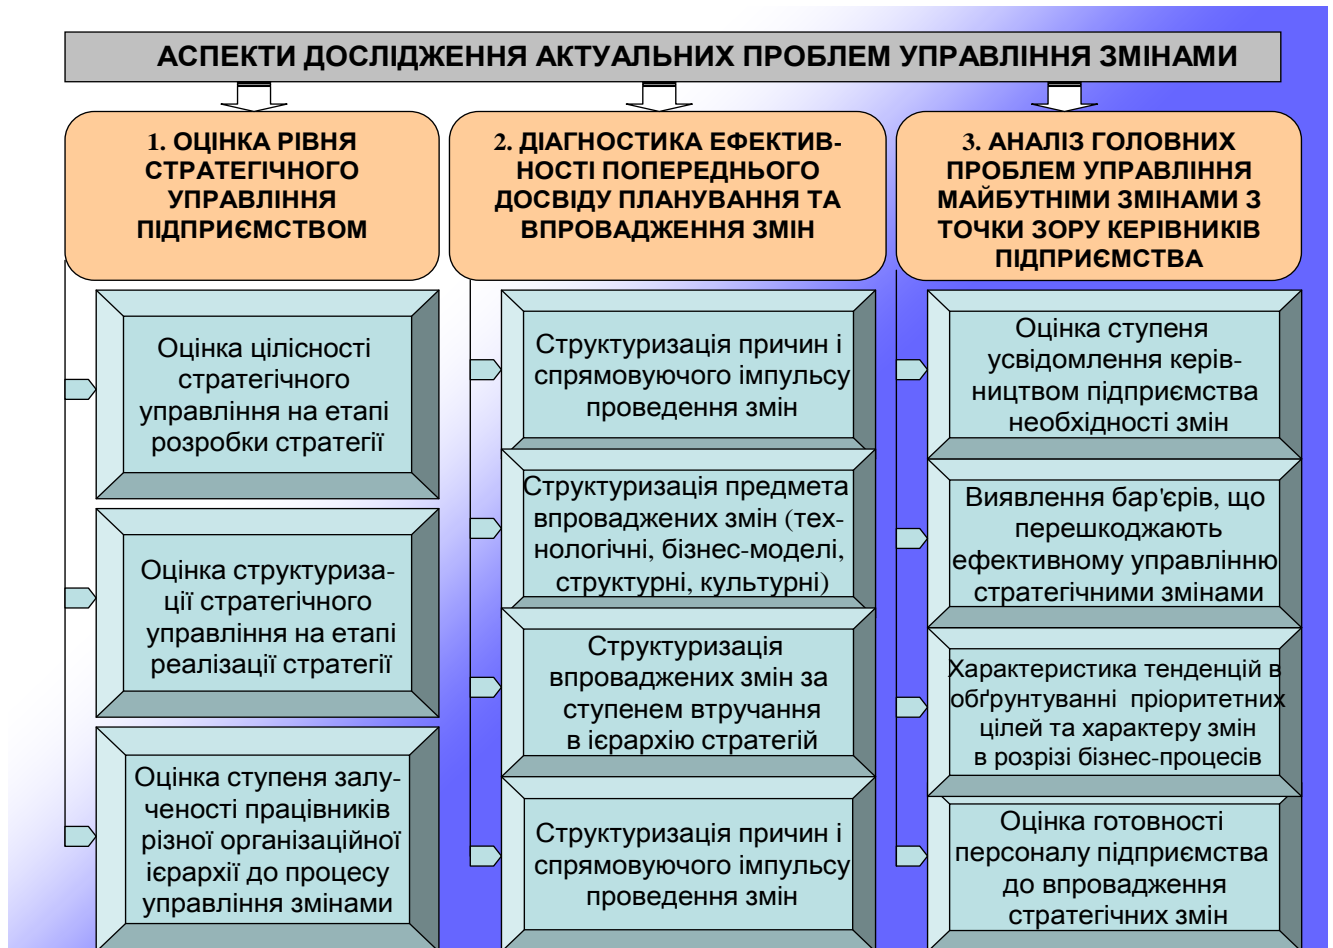 АСПЕКТИ ДОСЛІДЖЕННЯ АКТУАЛЬНИХ ПРОБЛЕМ УПРАВЛІННЯ ЗМІНАМИ
1. ОЦІНКА РІВНЯ
СТРАТЕГІЧНОГО
УПРАВЛІННЯ
ПІДПРИЄМСТВОМ
Оцінка цілісності
стратегічного
управління на етапі
розробки стратегії
Оцінка структуриза-
ції стратегічного
управління на етапі
реалізації стратегії
Оцінка ступеня залу-
ченості працівників
різної організаційної
ієрархії до процесу
управління змінами
2. ДІАГНОСТИКА ЕФЕКТИВ-
НОСТІ ПОПЕРЕДНЬОГО
ДОСВІДУ ПЛАНУВАННЯ ТА
ВПРОВАДЖЕННЯ ЗМІН
Структуризація причин і
спрямовуючого імпульсу
проведення змін
Структуризація предмета
впроваджених змін (тех-
нологічні, бізнес-моделі,
структурні, культурні)
Структуризація
впроваджених змін за
ступенем втручання
в ієрархію стратегій
Структуризація причин і
спрямовуючого імпульсу
проведення змін
3. АНАЛІЗ ГОЛОВНИХ
ПРОБЛЕМ УПРАВЛІННЯ
МАЙБУТНІМИ ЗМІНАМИ З
ТОЧКИ ЗОРУ КЕРІВНИКІВ
ПІДПРИЄМСТВА
Оцінка ступеня
усвідомлення керів-
ництвом підприємства
необхідності змін
Виявлення бар'єрів, що
перешкоджають
ефективному управлінню
стратегічними змінами
Характеристика тенденцій в
обґрунтуванні пріоритетних
цілей та характеру змін
в розрізі бізнес-процесів
Оцінка готовності
персоналу підприємства
до впровадження
стратегічних змін